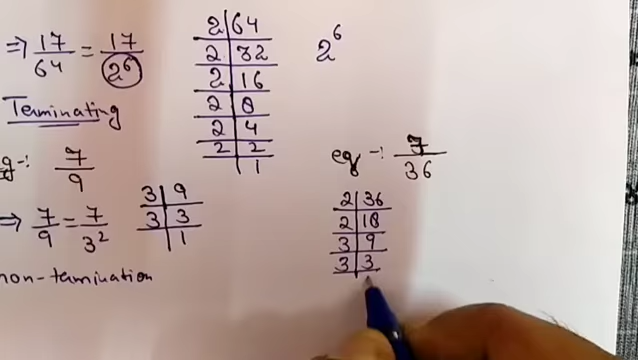 ⇒ 17/64 = 17/2⁶
Terminating
eg-: 7/9
⇒ 7/9 = 7/3²
non-termination
2 | 64
2 | 32
2 | 16
2 | 8
2 | 4
2 | 2
1
3 | 9
3 | 3
1
2⁶
eg -: 7/36
2 | 36
2 | 18
3 | 9
3 | 3